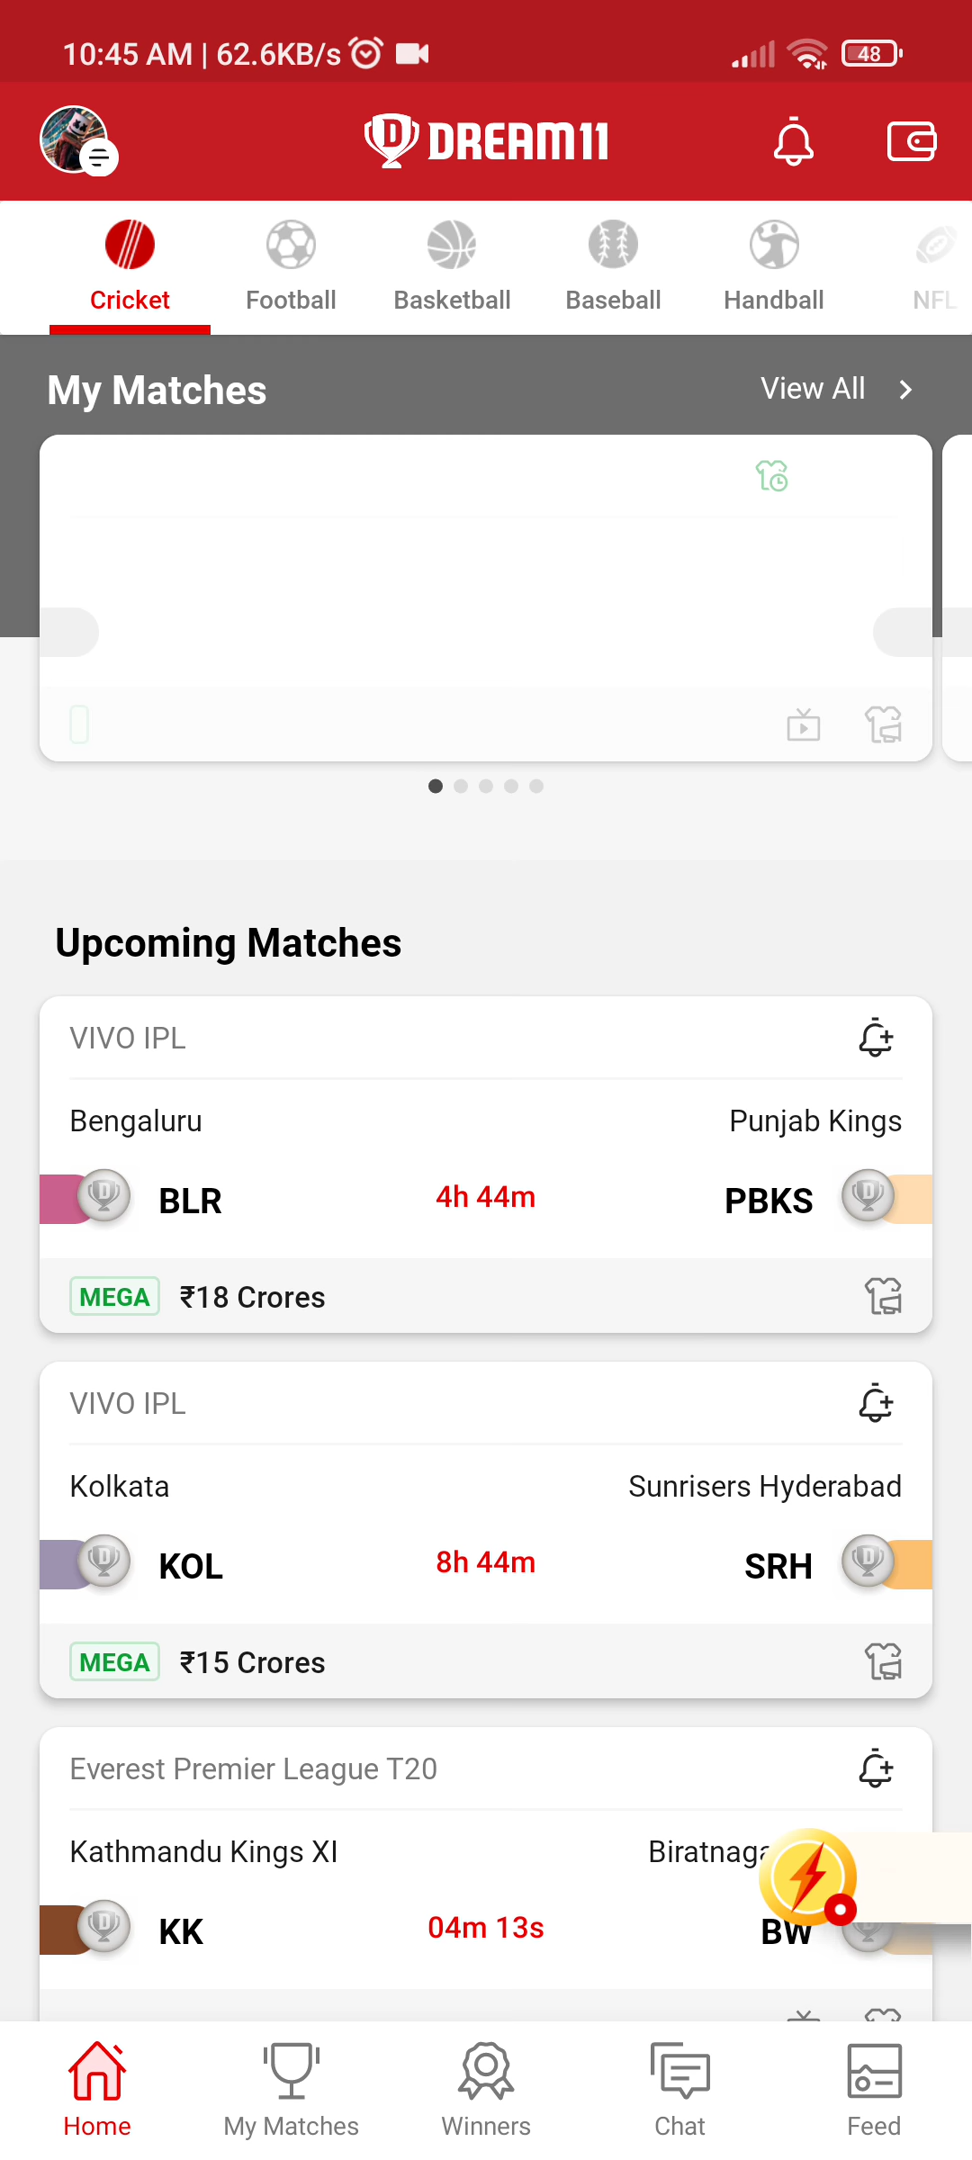 10:45 AM | 62.6KB/s 48
DREAM11
Cricket Football Basketball Baseball Handball NFL
My Matches View All
Upcoming Matches
VIVO IPL
Bengaluru Punjab Kings
BLR 4h 44m PBKS
MEGA ₹18 Crores
VIVO IPL
Kolkata Sunrisers Hyderabad
KOL 8h 44m SRH
MEGA ₹15 Crores
Everest Premier League T20
Kathmandu Kings XI
KK 04m 13s BW
Home My Matches Winners Chat Feed